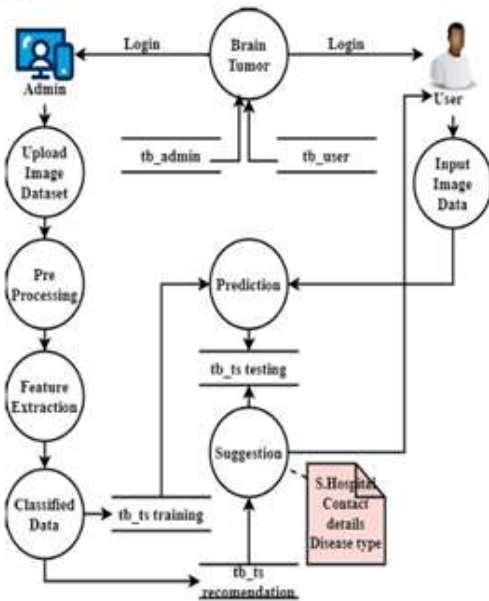 Login
Brain
Tumor
Login
Admin
User
tb_admin
tb_user
Upload
Image
Dataset
Input
Image
Data
Pre
Processing
Prediction
tb_ts testing
Feature
Extraction
Suggestion
S.Hospital
Contact
details
Disease type
Classified
Data
tb_ts training
tb_ts
recomendation